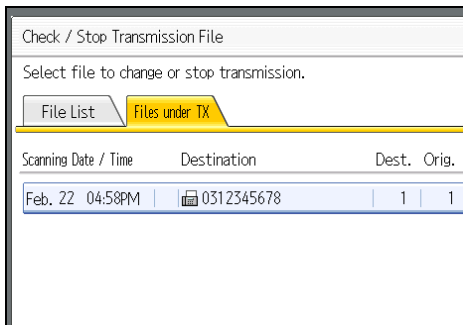 Check / Stop Transmission File
Select file to change or stop transmission.
File List Files under TX
Scanning Date / Time Destination Dest. Orig.
Feb. 22 04:58PM 0312345678 1 1